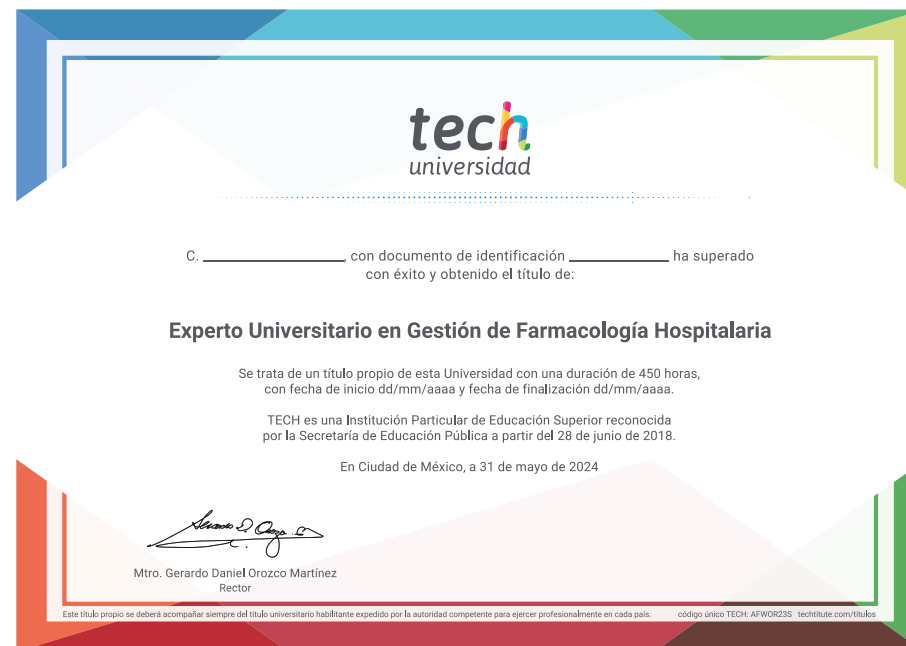 tech
universidad
C. ____________, con documento de identificación ____________ ha superado
con éxito y obtenido el título de:
Experto Universitario en Gestión de Farmacología Hospitalaria
Se trata de un título propio de esta Universidad con una duración de 450 horas,
con fecha de inicio dd/mm/aaaa y fecha de finalización dd/mm/aaaa.
TECH es una Institución Particular de Educación Superior reconocida
por la Secretaría de Educación Pública a partir del 28 de junio de 2018.
En Ciudad de México, a 31 de mayo de 2024
Mtro. Gerardo Daniel Orozco Martínez
Rector
Este título propio se deberá acompañar siempre del título universitario habilitante expedido por la autoridad competente para ejercer profesionalmente en cada país. código único TECH: AFWOR23S techtitute.com/titulos